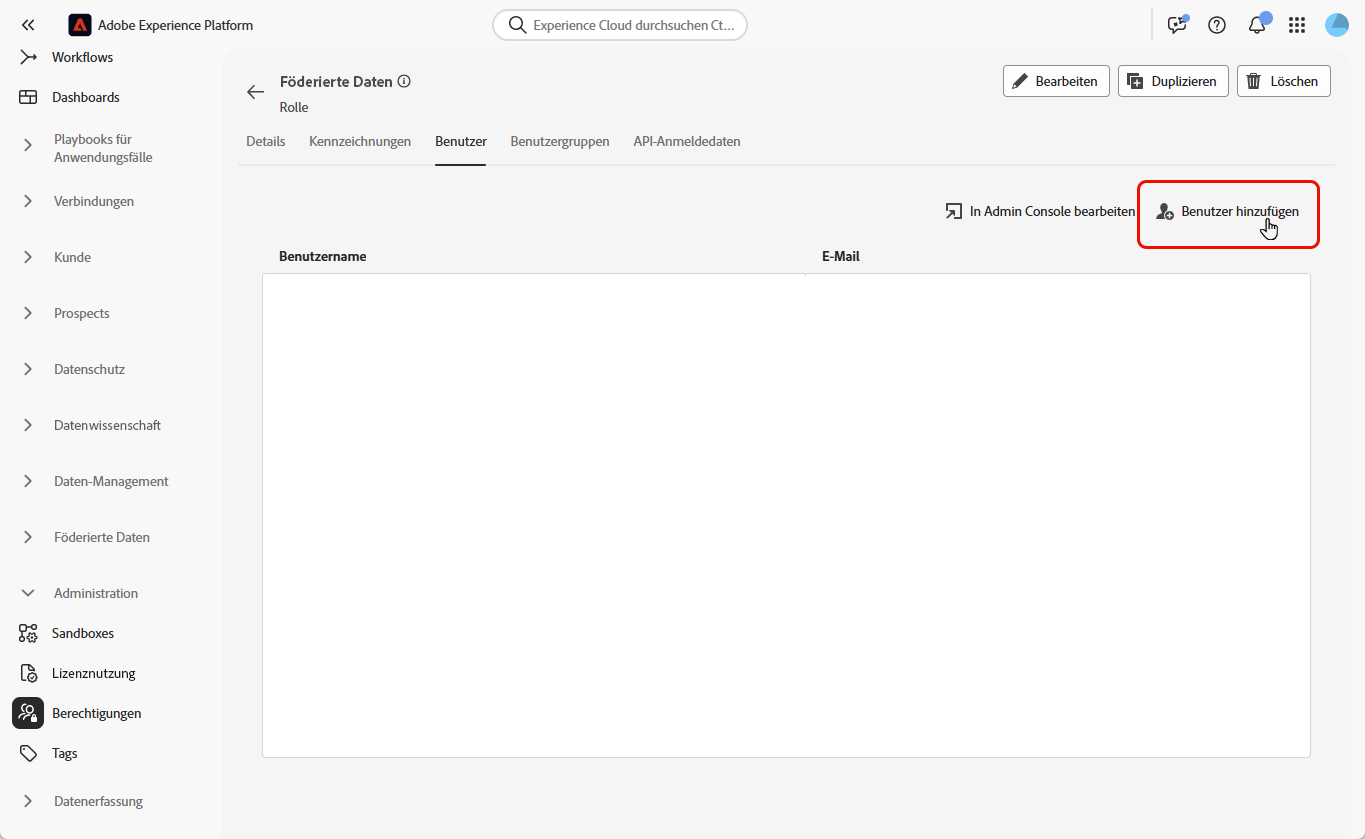 Adobe Experience Platform
Experience Cloud durchsuchen Ct...
Workflows
Dashboards
Playbooks für
Anwendungsfälle
Verbindungen
Kunde
Prospects
Datenschutz
Datenwissenschaft
Daten-Management
Föderierte Daten
Administration
Sandboxes
Lizenznutzung
Berechtigungen
Tags
Datenerfassung
Föderierte Daten
Rolle
Bearbeiten
Duplizieren
Löschen
Details
Kennzeichnungen
Benutzer
Benutzergruppen
API-Anmeldedaten
In Admin Console bearbeiten
Benutzer hinzufügen
Benutzername
E-Mail